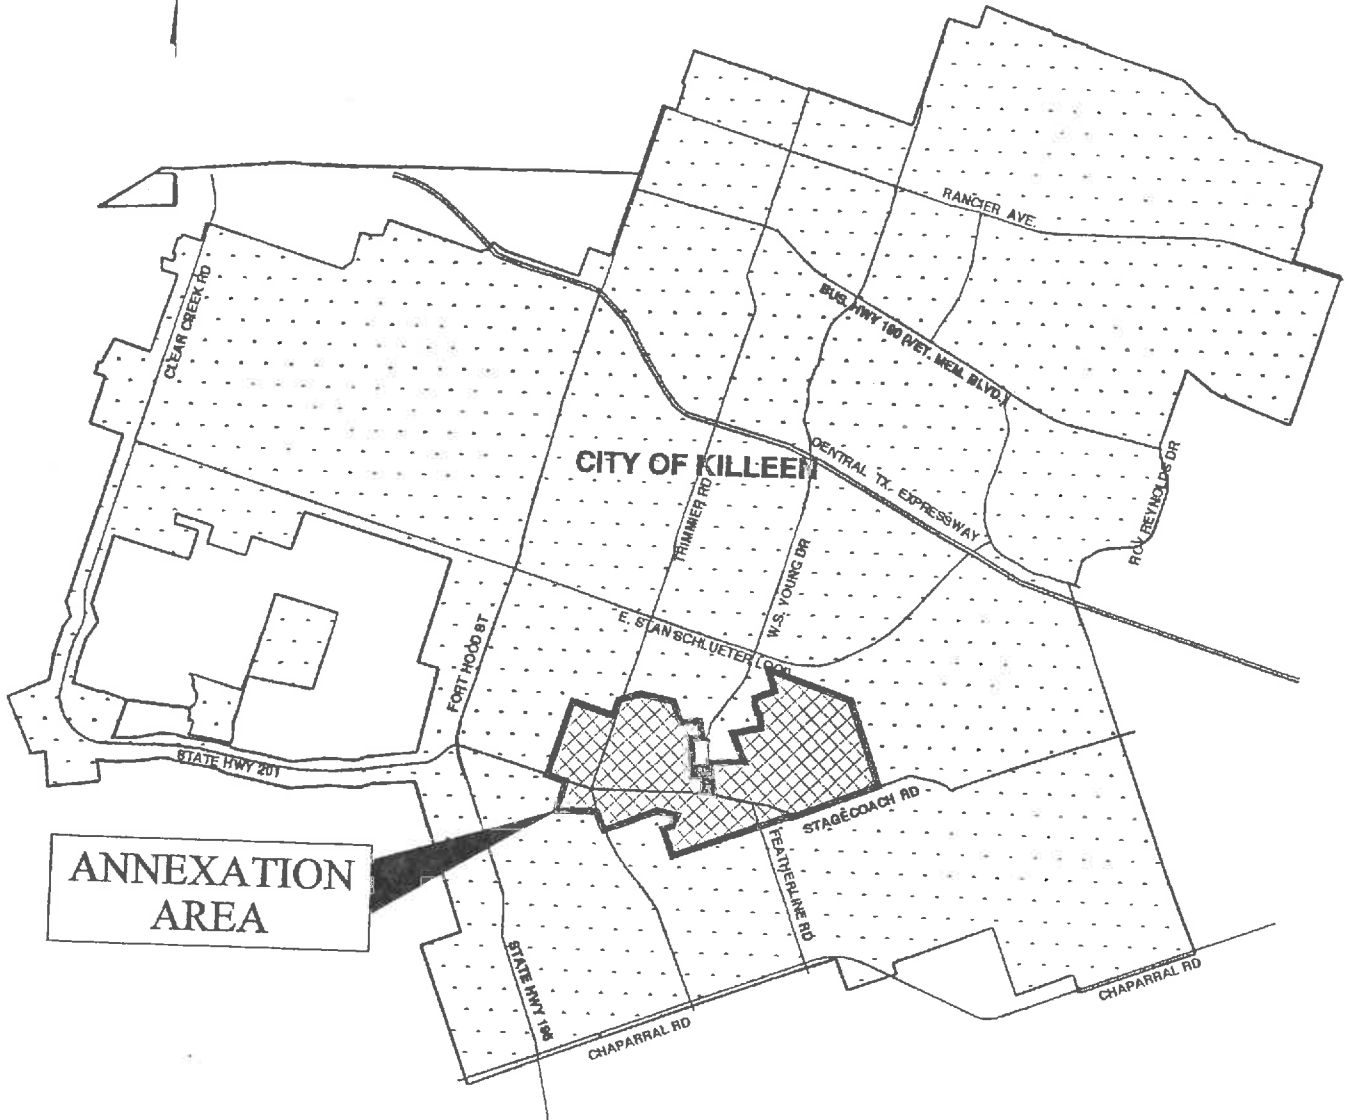 RANCIER AVE.
CLEAR CREEK RD
BUS. HWY 190 (VET. MEM. BLVD.)
CENTRAL TX. EXPRESSWAY
CITY OF KILLEEN
ROY REYNOLDS DR
TRIMMIER RD
W.S. YOUNG DR
E. STAN SCHLUETER LOOP
FORT HOOD ST
STATE HWY 201
STAGECOACH RD
ANNEXATION
AREA
FEATHERLINE RD
STATE HWY 195
CHAPARRAL RD
CHAPARRAL RD